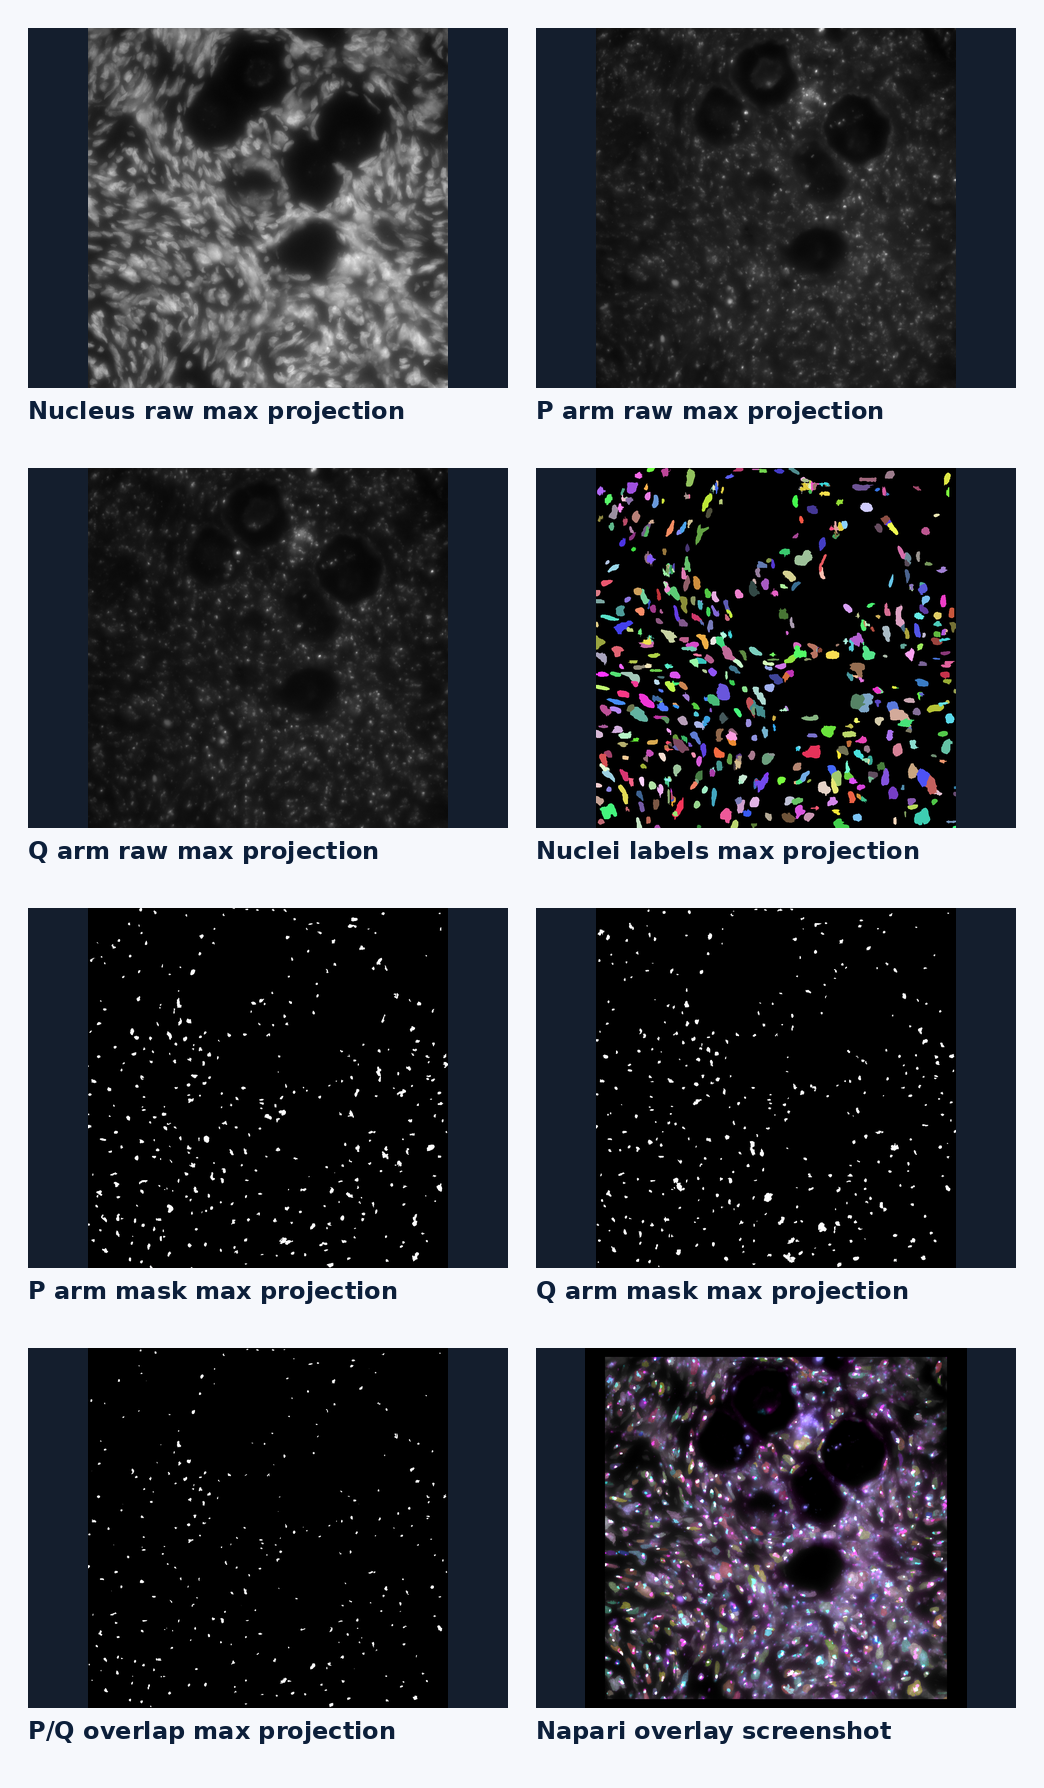 Nucleus raw max projection
P arm raw max projection
Q arm raw max projection
Nuclei labels max projection
P arm mask max projection
Q arm mask max projection
P/Q overlap max projection
Napari overlay screenshot